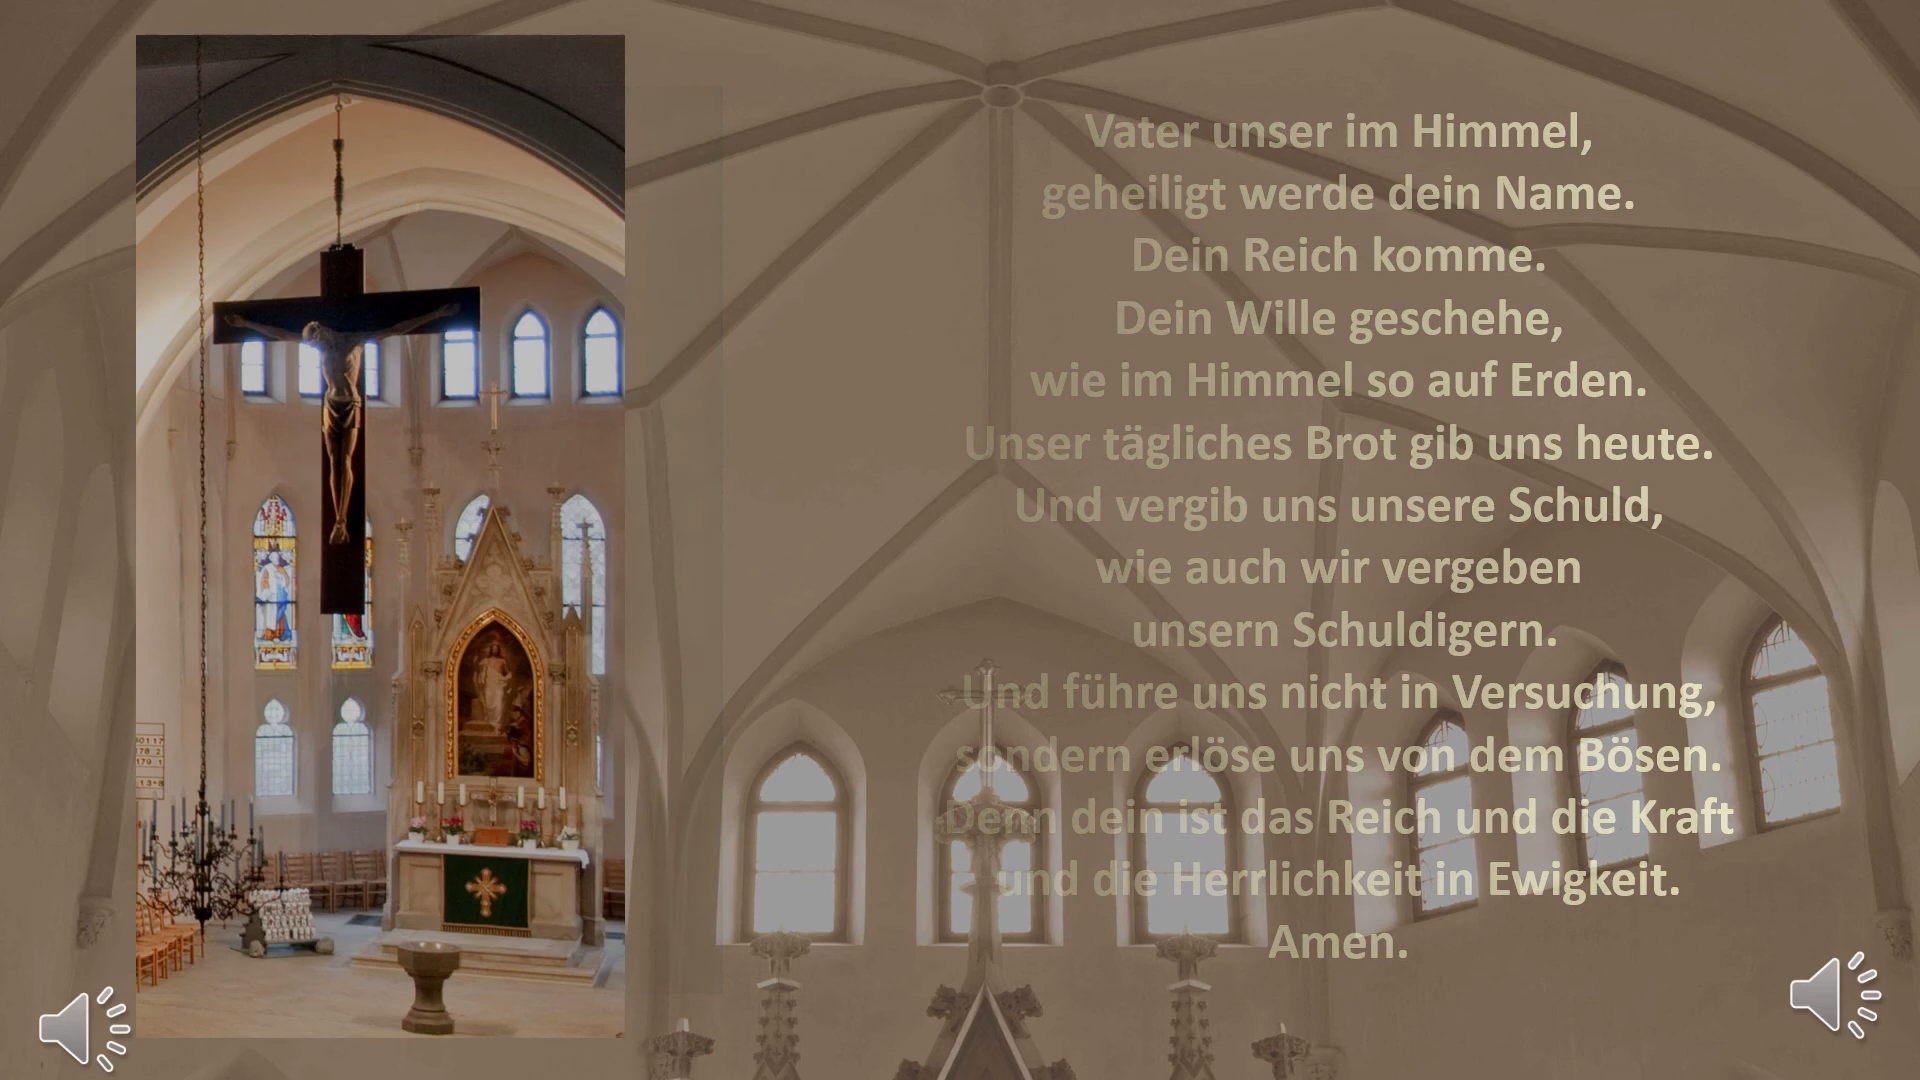 Vater unser im Himmel,
geheiligt werde dein Name.
Dein Reich komme.
Dein Wille geschehe,
wie im Himmel so auf Erden.
Unser tägliches Brot gib uns heute.
Und vergib uns unsere Schuld,
wie auch wir vergeben
unsern Schuldigern.
Und führe uns nicht in Versuchung,
sondern erlöse uns von dem Bösen.
Denn dein ist das Reich und die Kraft
und die Herrlichkeit in Ewigkeit.
Amen.